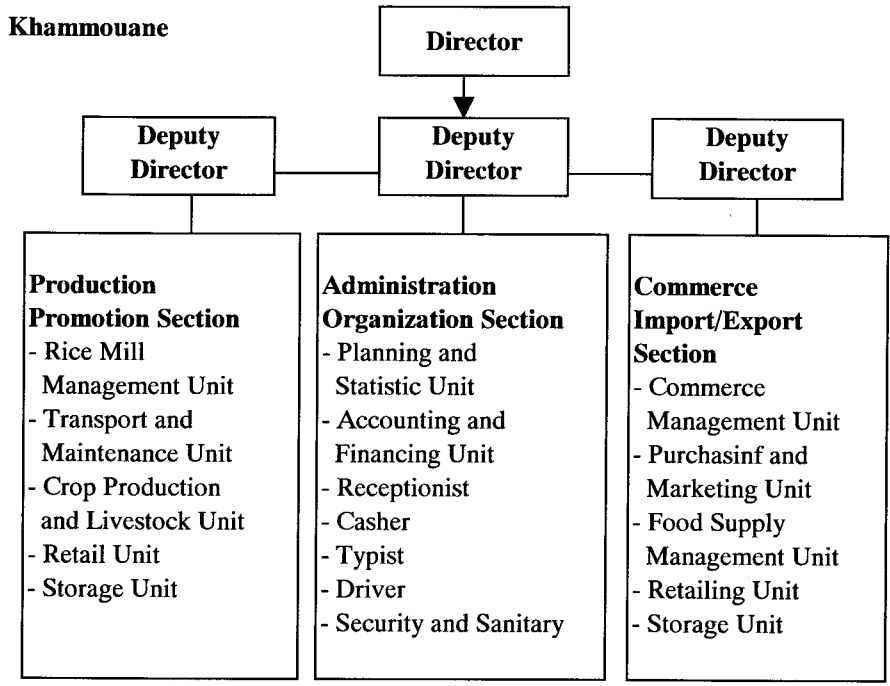 Khammouane
Director
Deputy
Director
Deputy
Director
Deputy
Director
Production
Promotion Section
- Rice Mill
Management Unit
- Transport and
Maintenance Unit
- Crop Production
and Livestock Unit
- Retail Unit
- Storage Unit
Administration
Organization Section
- Planning and
Statistic Unit
- Accounting and
Financing Unit
- Receptionist
- Casher
- Typist
- Driver
- Security and Sanitary
Commerce
Import/Export
Section
- Commerce
Management Unit
- Purchasinf and
Marketing Unit
- Food Supply
Management Unit
- Retailing Unit
- Storage Unit